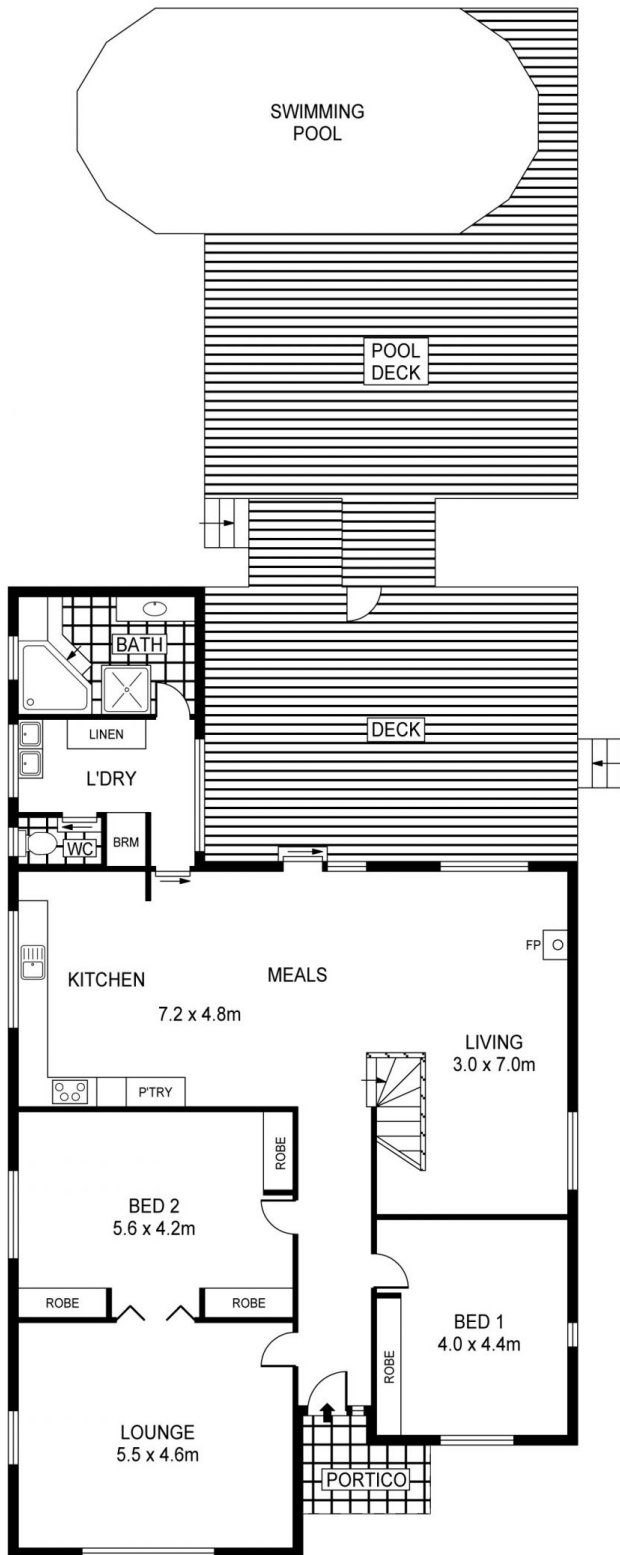 SWIMMING
POOL
POOL
DECK
BATH
LINEN
DECK
L'DRY
WC
BRM
FP
KITCHEN
MEALS
7.2 x 4.8m
LIVING
3.0 x 7.0m
P'TRY
ROBE
BED 2
5.6 x 4.2m
ROBE
ROBE
BED 1
4.0 x 4.4m
ROBE
LOUNGE
5.5 x 4.6m
PORTICO